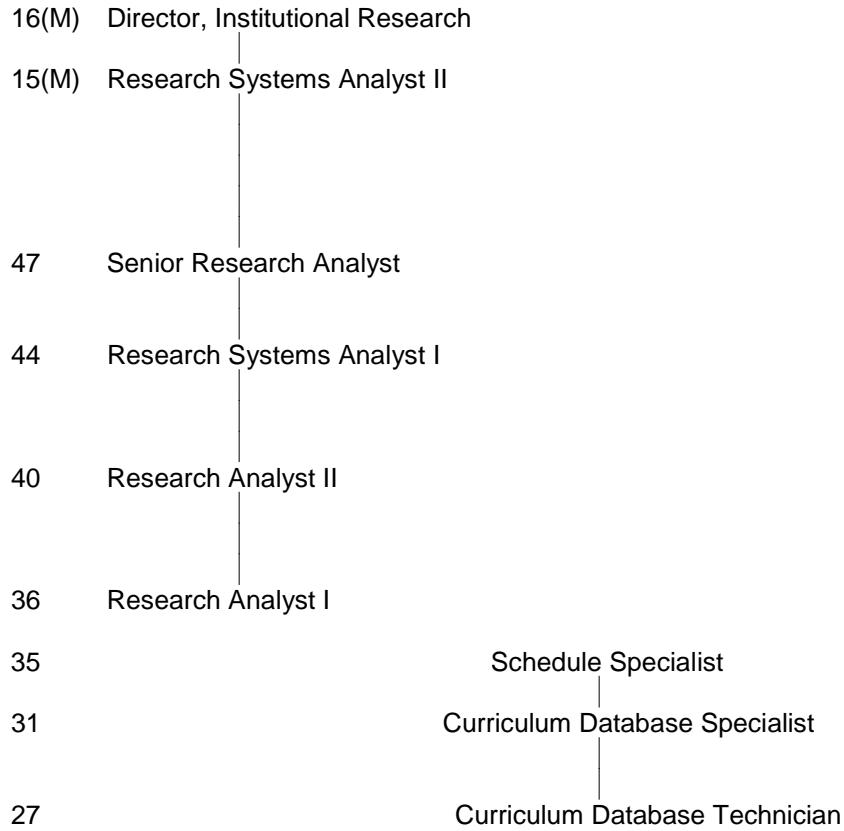 16(M) Director, Institutional Research
15(M) Research Systems Analyst II
47 Senior Research Analyst
44 Research Systems Analyst I
40 Research Analyst II
36 Research Analyst I
35 Schedule Specialist
31 Curriculum Database Specialist
27 Curriculum Database Technician